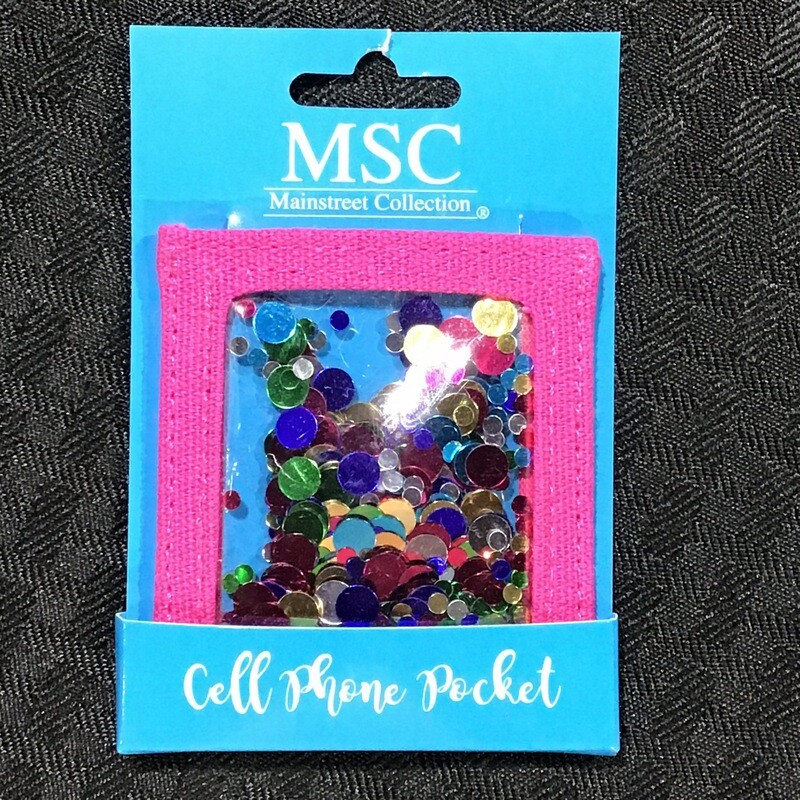 MSC
Mainstreet Collection ®
Cell Phone Pocket